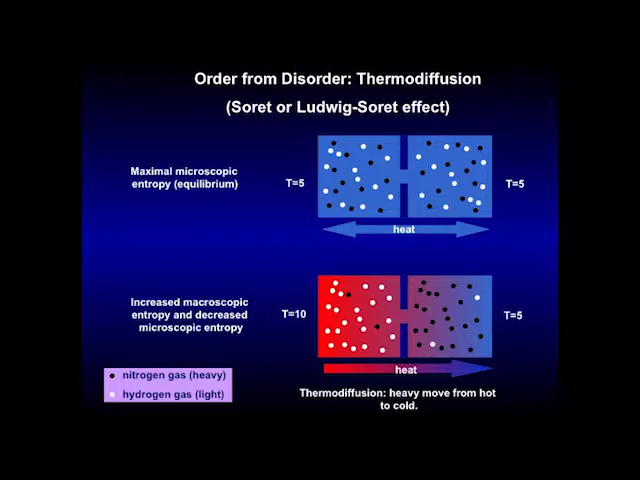 Order from Disorder: Thermodiffusion
(Soret or Ludwig-Soret effect)
Maximal microscopic
entropy (equilibrium)
T=5
T=5
heat
Increased macroscopic
entropy and decreased
microscopic entropy
T=10
T=5
heat
nitrogen gas (heavy)
hydrogen gas (light)
Thermodiffusion: heavy move from hot
to cold.